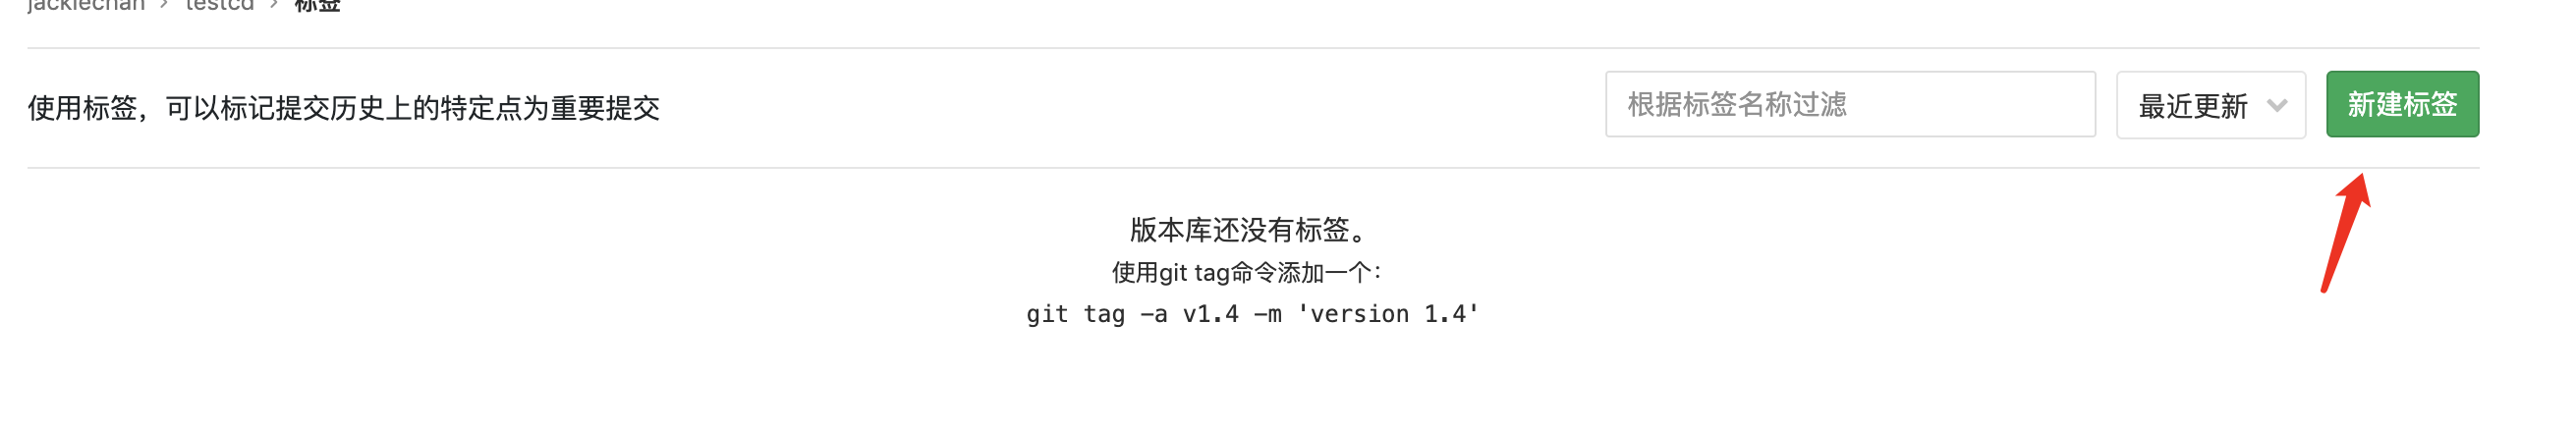 jackiechan > testcd > 标签
使用标签，可以标记提交历史上的特定点为重要提交
根据标签名称过滤
最近更新
新建标签
版本库还没有标签。
使用git tag命令添加一个：
git tag -a v1.4 -m 'version 1.4'